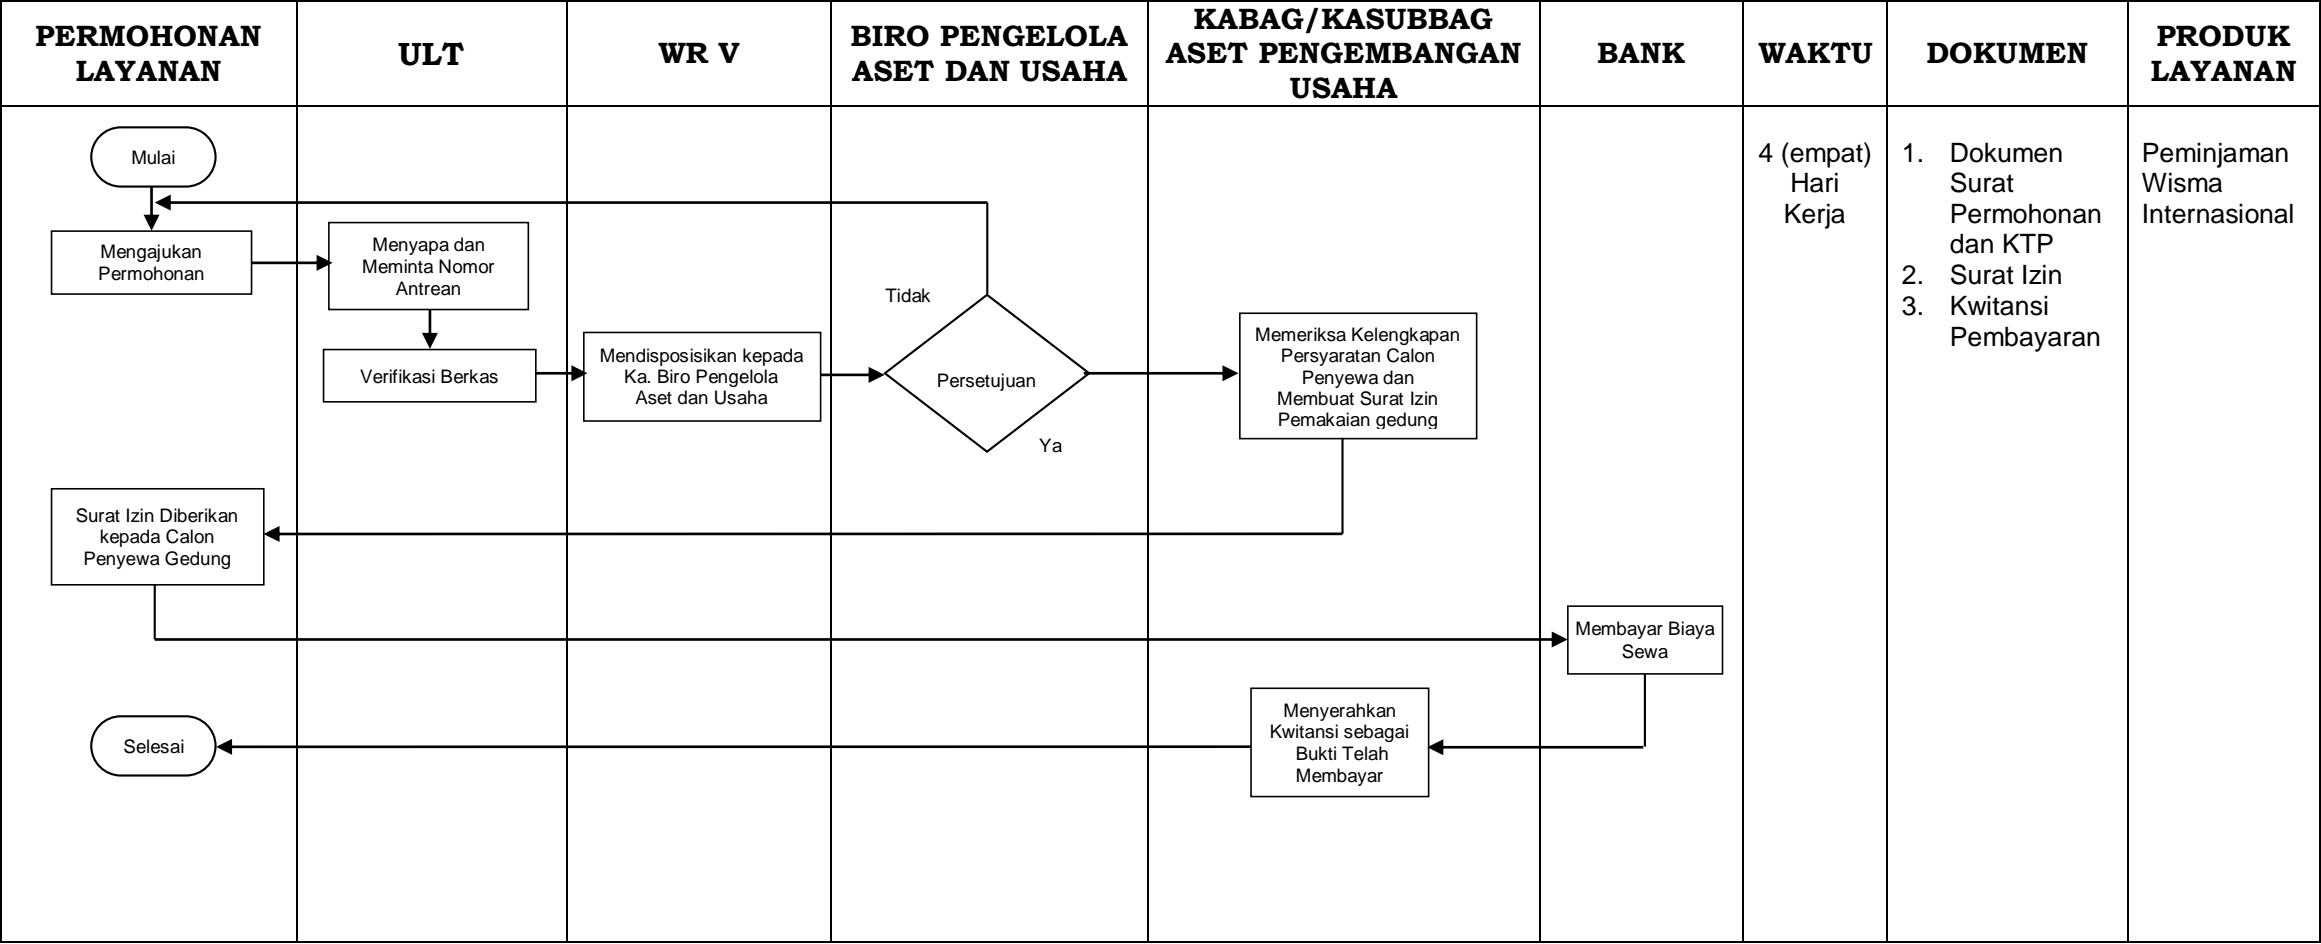 PERMOHONAN
LAYANAN
ULT
WR V
BIRO PENGELOLA
ASET DAN USAHA
KABAG/KASUBBAG
ASET PENGEMBANGAN
USAHA
BANK
WAKTU
DOKUMEN
PRODUK
LAYANAN
Mulai
Mengajukan
Permohonan
Menyapa dan
Meminta Nomor
Antrean
Verifikasi Berkas
Mendisposisikan kepada
Ka. Biro Pengelola
Aset dan Usaha
Tidak
Persetujuan
Ya
Memeriksa Kelengkapan
Persyaratan Calon
Penyewa dan
Membuat Surat Izin
Pemakaian gedung
Surat Izin Diberikan
kepada Calon
Penyewa Gedung
Membayar Biaya
Sewa
Menyerahkan
Kwitansi sebagai
Bukti Telah
Membayar
Selesai
4 (empat)
Hari
Kerja
1. Dokumen
Surat
Permohonan
dan KTP
2. Surat Izin
3. Kwitansi
Pembayaran
Peminjaman
Wisma
Internasional